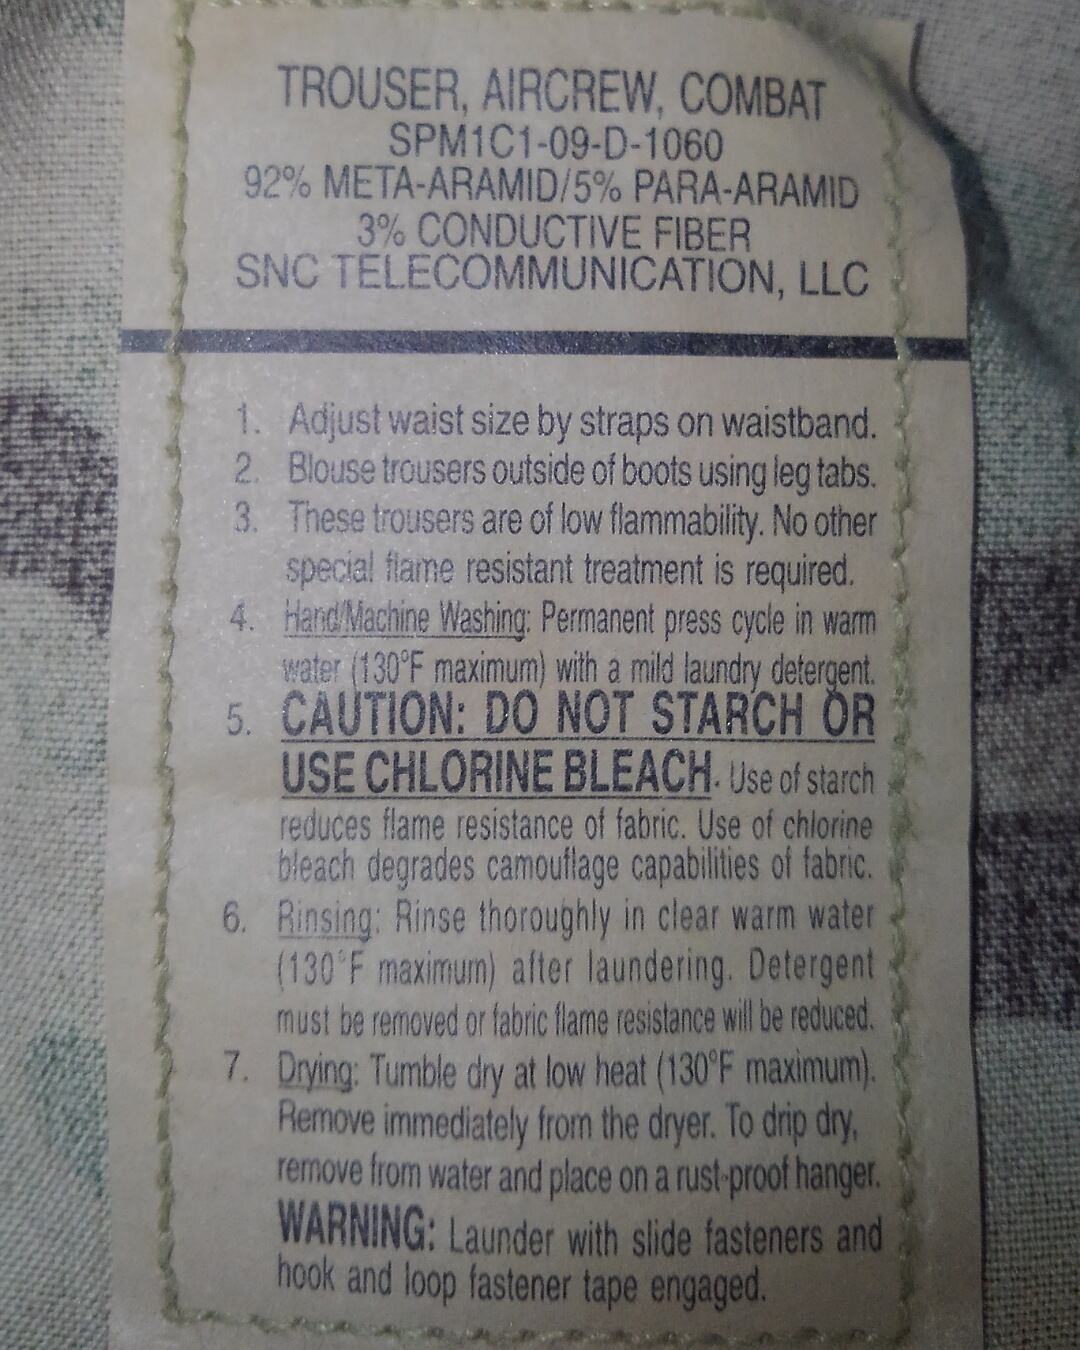 TROUSER, AIRCREW, COMBAT
SPM1C1-09-D-1060
92% META-ARAMID/5% PARA-ARAMID
3% CONDUCTIVE FIBER
SNC TELECOMMUNICATION, LLC
1. Adjust waist size by straps on waistband.
2. Blouse trousers outside of boots using leg tabs.
3. These trousers are of low flammability. No other
special flame resistant treatment is required.
4. Hand/Machine Washing: Permanent press cycle in warm
water (130°F maximum) with a mild laundry detergent.
5. CAUTION: DO NOT STARCH OR
USE CHLORINE BLEACH. Use of starch
reduces flame resistance of fabric. Use of chlorine
bleach degrades camouflage capabilities of fabric.
6. Rinsing: Rinse thoroughly in clear warm water
(130°F maximum) after laundering. Detergent
must be removed or fabric flame resistance will be reduced.
7. Drying: Tumble dry at low heat (130°F maximum).
Remove immediately from the dryer. To drip dry,
remove from water and place on a rust-proof hanger.
WARNING: Launder with slide fasteners and
hook and loop fastener tape engaged.